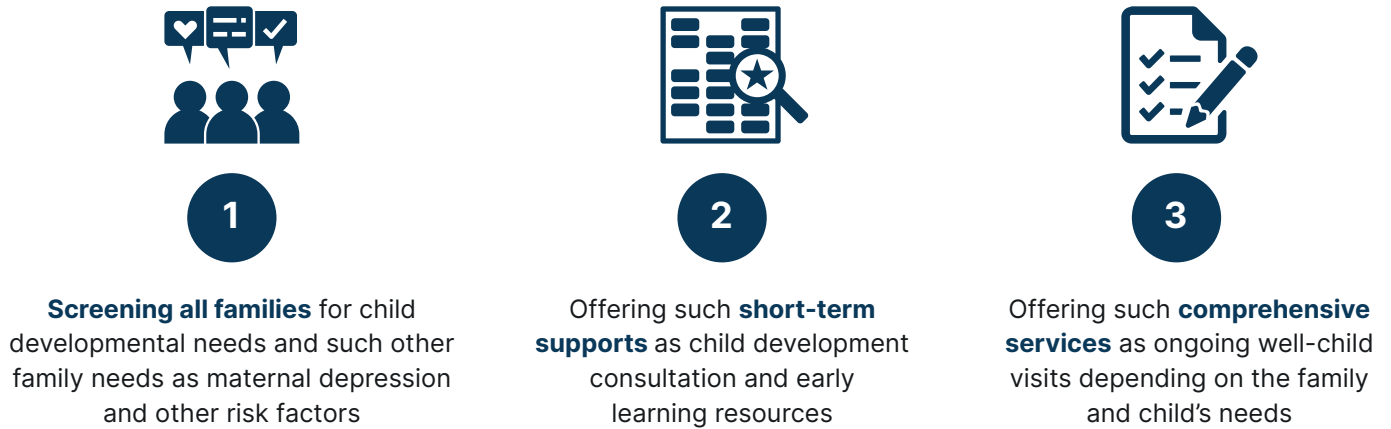 1
Screening all families for child
developmental needs and such other
family needs as maternal depression
and other risk factors
2
Offering such short-term
supports as child development
consultation and early
learning resources
3
Offering such comprehensive
services as ongoing well-child
visits depending on the family
and child’s needs